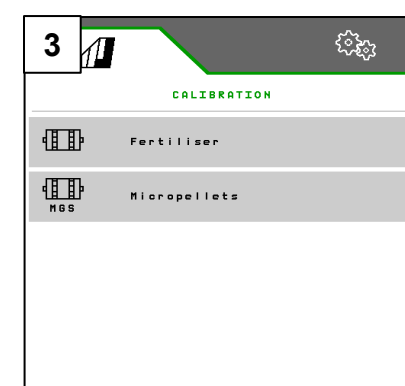 3
CALIBRATION
Fertiliser
MGS
Micropellets